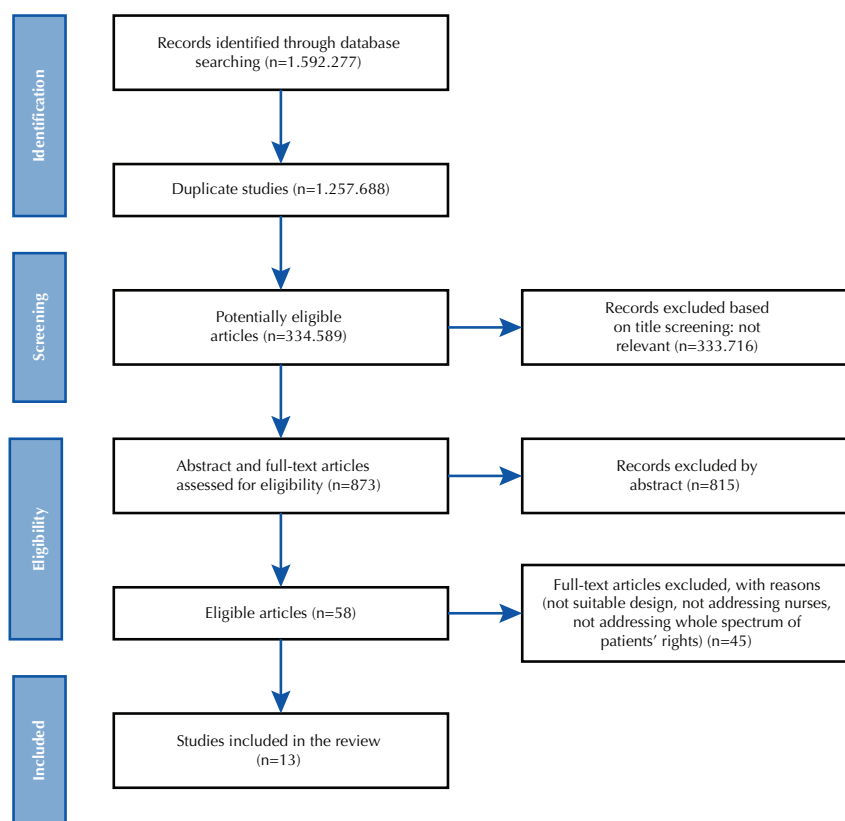 Identification
Records identified through database
searching (n=1.592.277)
Duplicate studies (n=1.257.688)
Screening
Potentially eligible
articles (n=334.589)
Records excluded based
on title screening: not
relevant (n=333.716)
Eligibility
Abstract and full-text articles
assessed for eligibility (n=873)
Records excluded by
abstract (n=815)
Eligible articles (n=58)
Full-text articles excluded, with reasons
(not suitable design, not addressing nurses,
not addressing whole spectrum of
patients’ rights) (n=45)
Included
Studies included in the review
(n=13)